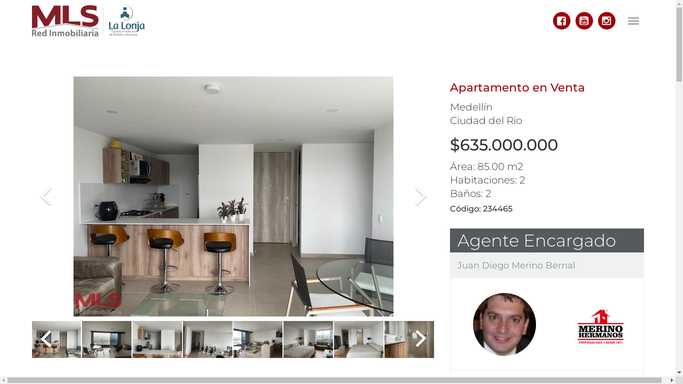 MLS
Red Inmobiliaria
La Lonja
Apartamento en Venta
Medellín
Ciudad del Rio
$635.000.000
Área: 85.00 m2
Habitaciones: 2
Baños: 2
Código: 234465
Agente Encargado
Juan Diego Merino Bernal
MLS
MERINO
HERMANOS